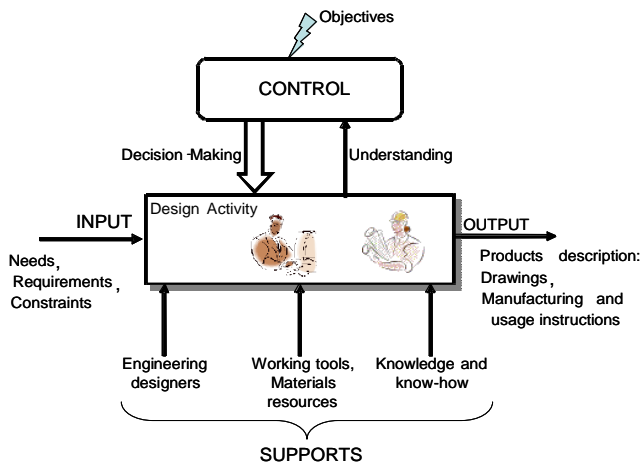 Objectives
CONTROL
Decision-Making
Understanding
Design Activity
INPUT
OUTPUT
Needs,
Requirements,
Constraints
Products description:
Drawings,
Manufacturing and
usage instructions
Engineering
designers
Working tools,
Materials
resources
Knowledge and
know-how
SUPPORTS